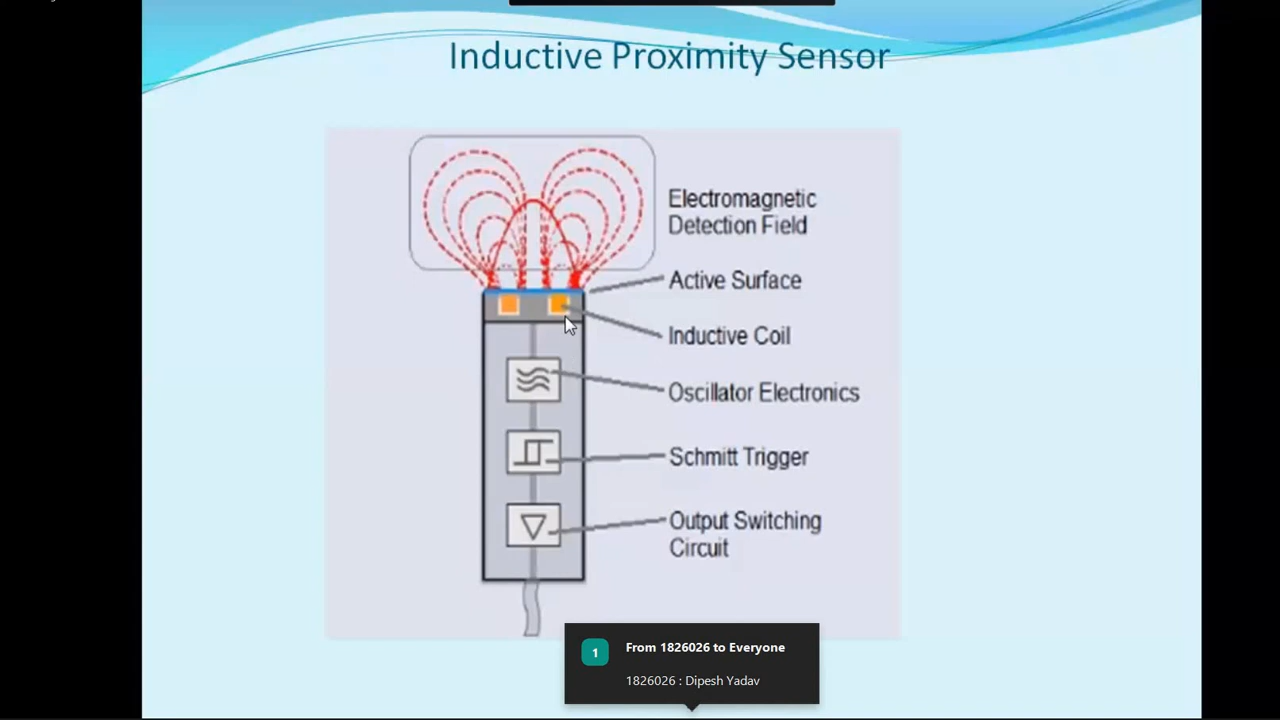 Inductive Proximity Sensor
Electromagnetic
Detection Field
Active Surface
Inductive Coil
Oscillator Electronics
Schmitt Trigger
Output Switching
Circuit
1
From 1826026 to Everyone
1826026 : Dipesh Yadav